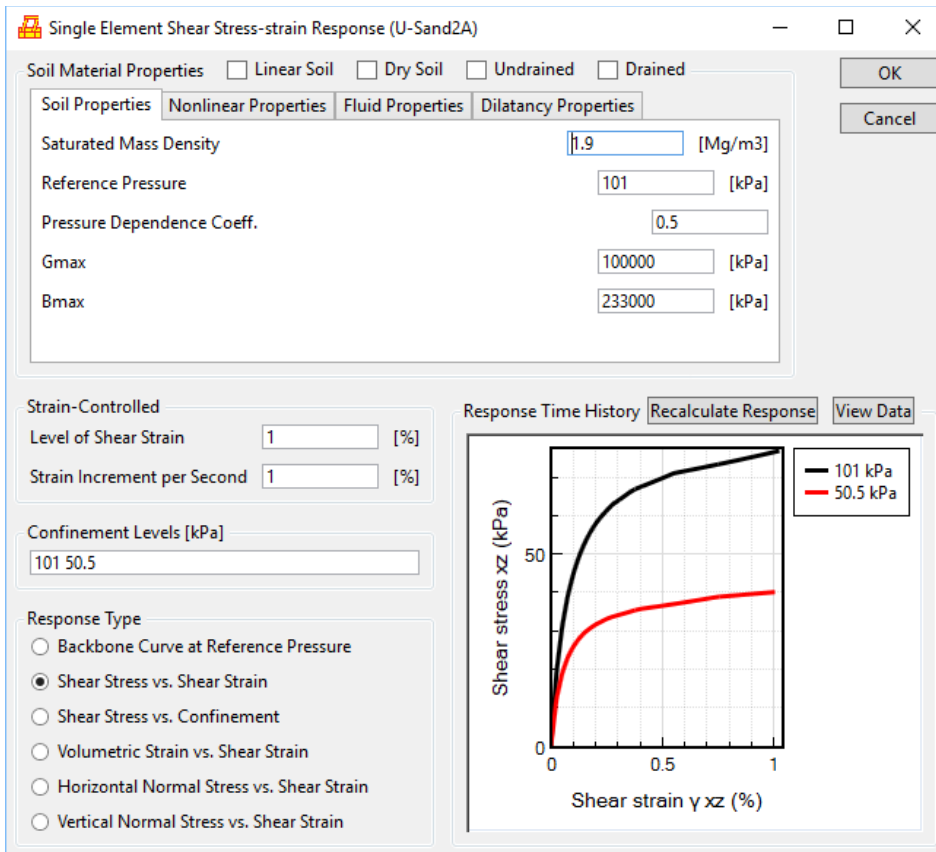 Single Element Shear Stress-strain Response (U-Sand2A)
Soil Material Properties Linear Soil Dry Soil Undrained Drained
OK
Cancel
Soil Properties Nonlinear Properties Fluid Properties Dilatancy Properties
Saturated Mass Density 1.9 [Mg/m3]
Reference Pressure 101 [kPa]
Pressure Dependence Coeff. 0.5
Gmax 100000 [kPa]
Bmax 233000 [kPa]
Strain-Controlled
Level of Shear Strain 1 [%]
Strain Increment per Second 1 [%]
Confinement Levels [kPa]
101 50.5
Response Type
Backbone Curve at Reference Pressure
Shear Stress vs. Shear Strain
Shear Stress vs. Confinement
Volumetric Strain vs. Shear Strain
Horizontal Normal Stress vs. Shear Strain
Vertical Normal Stress vs. Shear Strain
Response Time History Recalculate Response View Data
Shear stress xz (kPa)
50
0
0 0.5 1
Shear strain γ xz (%)
101 kPa
50.5 kPa